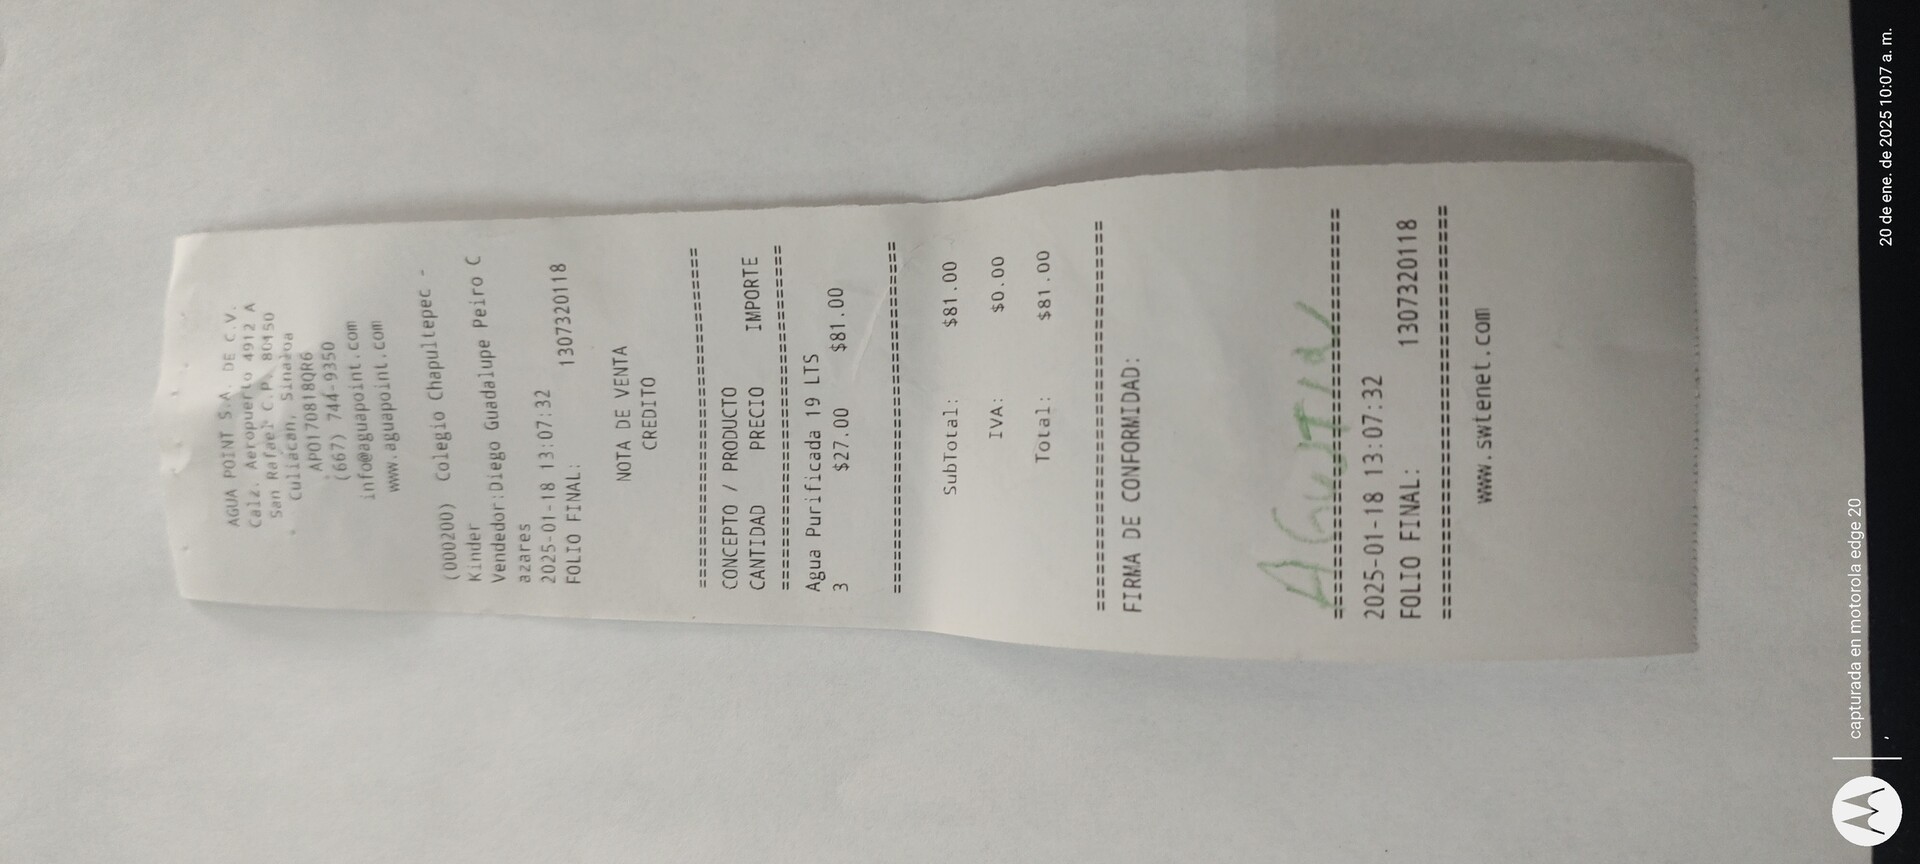 AGUA POINT S.A. DE C.V.
Calz. Aeropuerto 4912 A
San Rafael C.P. 80150
Culiacan, Sinaloa
APO170818QR6
(667) 744-9350
info@aguapoint.com
www.aguapoint.com
(000200) Colegio Chapultepec -
Kinder
Vendedor:Diego Guadalupe Peiro C
azares
2025-01-18 13:07:32
FOLIO FINAL: 1307320118
NOTA DE VENTA
CREDITO
================================
CONCEPTO / PRODUCTO
CANTIDAD PRECIO IMPORTE
================================
Agua Purificada 19 LTS
3 $27.00 $81.00
================================
SubTotal: $81.00
IVA: $0.00
Total: $81.00
================================
FIRMA DE CONFORMIDAD:
AGUSTIN
================================
2025-01-18 13:07:32
FOLIO FINAL: 1307320118
================================
www.swtenet.com
capturada en motorola edge 20
20 de ene. de 2025 10:07 a. m.